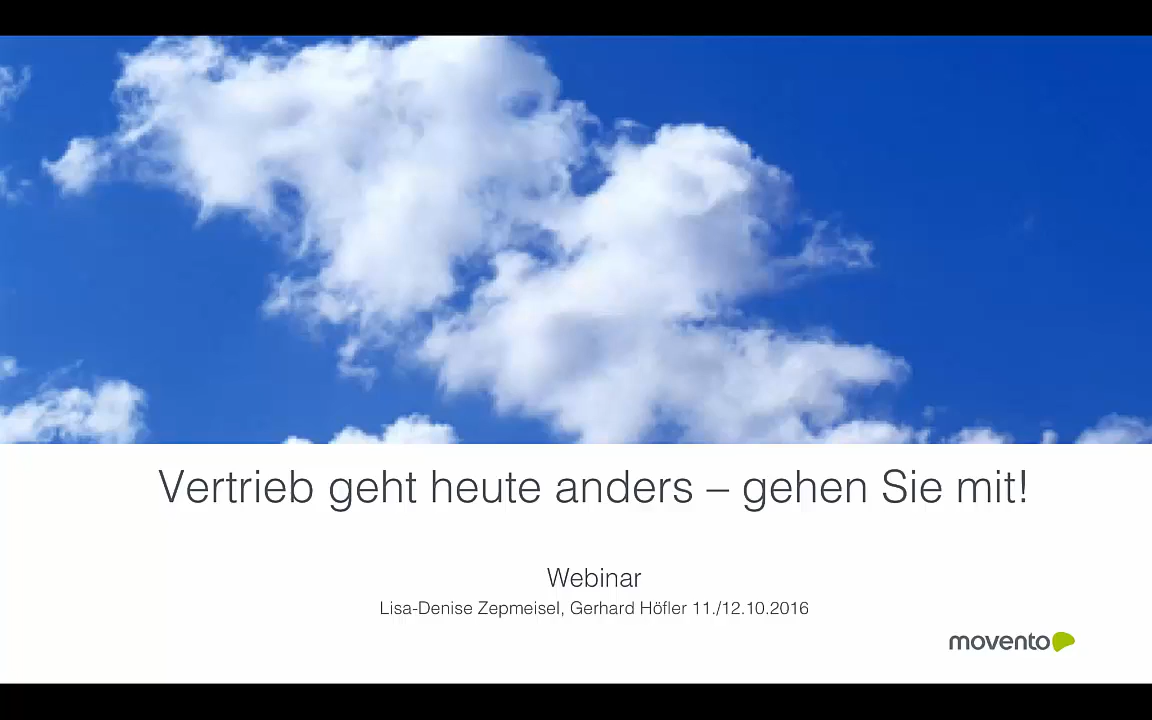 Vertrieb geht heute anders – gehen Sie mit!
Webinar
Lisa-Denise Zepmeisel, Gerhard Höfler 11./12.10.2016
movento